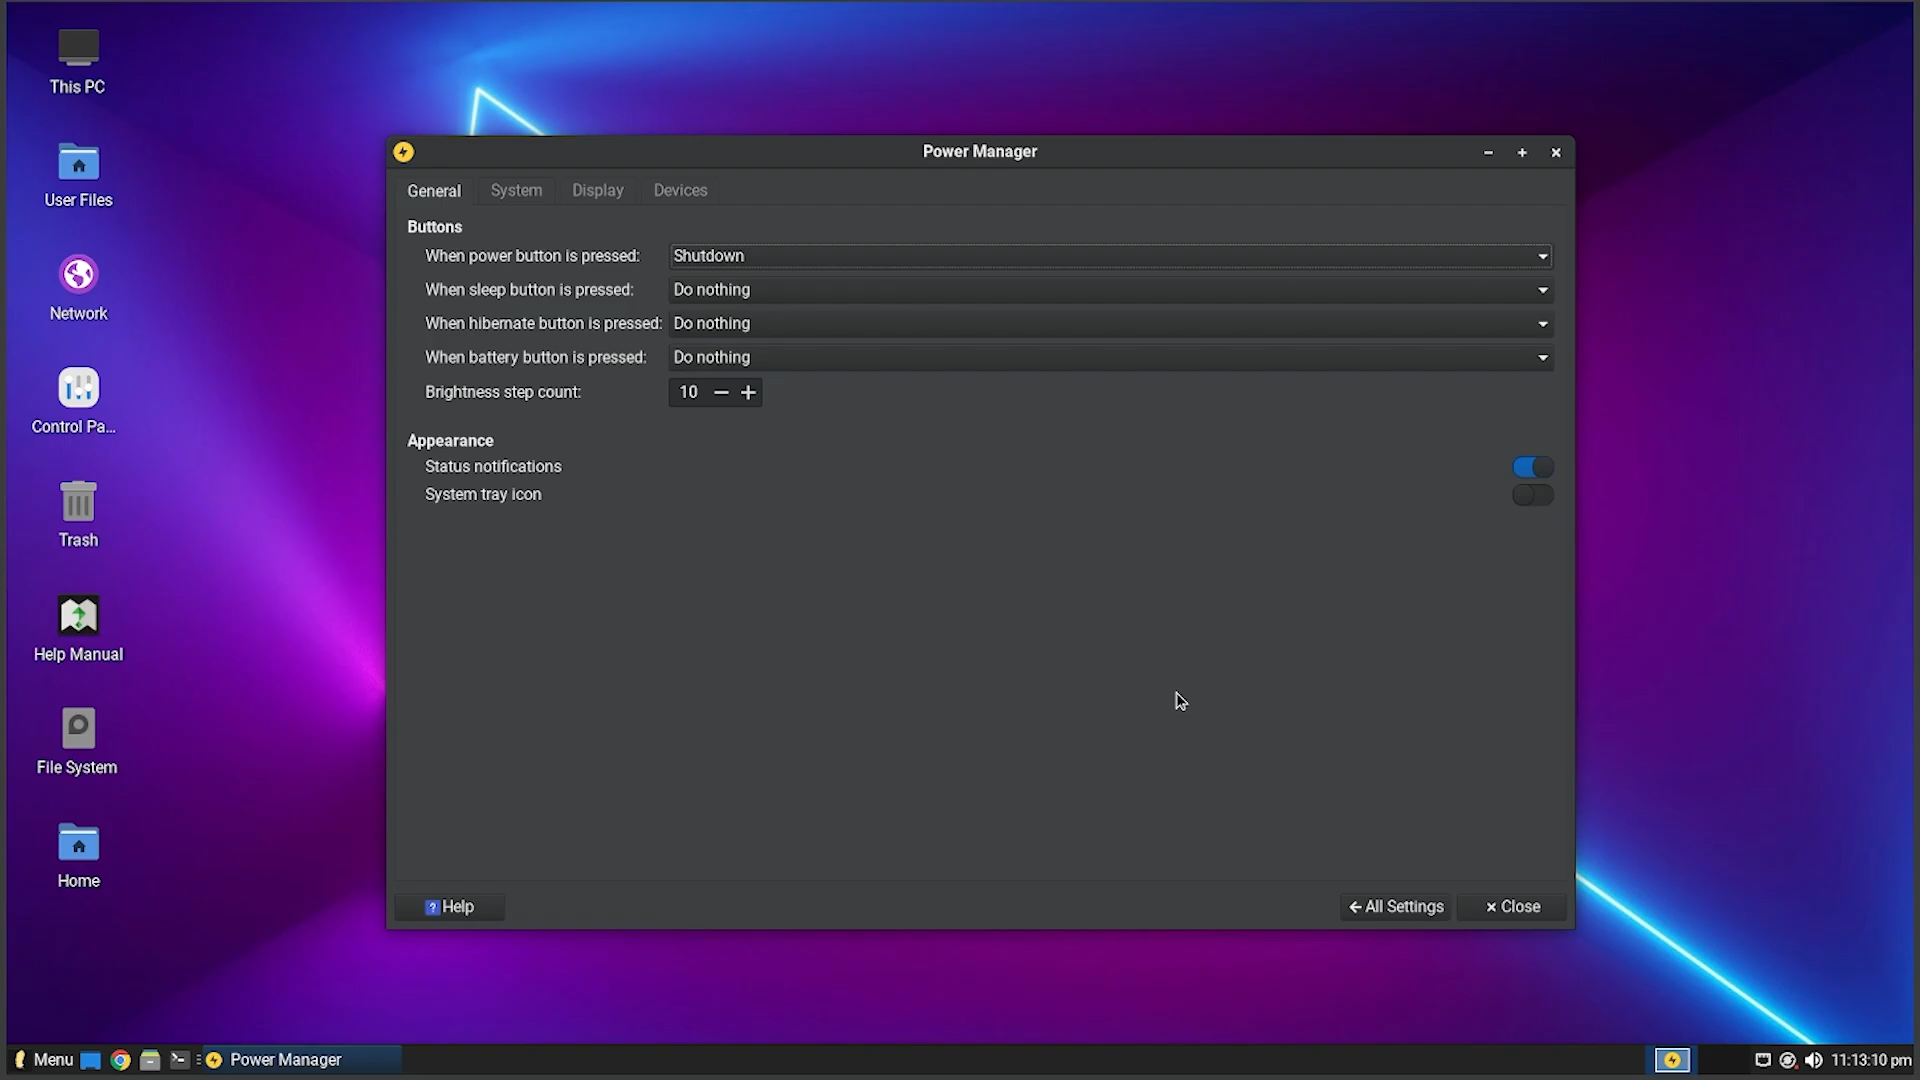 This PC
User Files
Network
Control Pa...
Trash
Help Manual
File System
Home
Power Manager
General System Display Devices
Buttons
When power button is pressed: Shutdown
When sleep button is pressed: Do nothing
When hibernate button is pressed: Do nothing
When battery button is pressed: Do nothing
Brightness step count: 10
Appearance
Status notifications
System tray icon
? Help All Settings Close
Menu Power Manager 11:13:10 pm